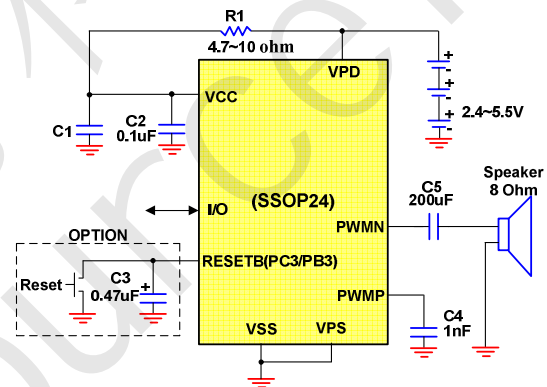 R1
4.7~10 ohm
VPD
VCC
C1
C2
0.1uF
+
-
+
-
+
-
2.4~5.5V
Speaker
8 Ohm
C5
200uF
I/O
(SSOP24)
PWMN
OPTION
RESETB(PC3/PB3)
Reset
C3
0.47uF
+
PWMP
C4
1nF
VSS
VPS